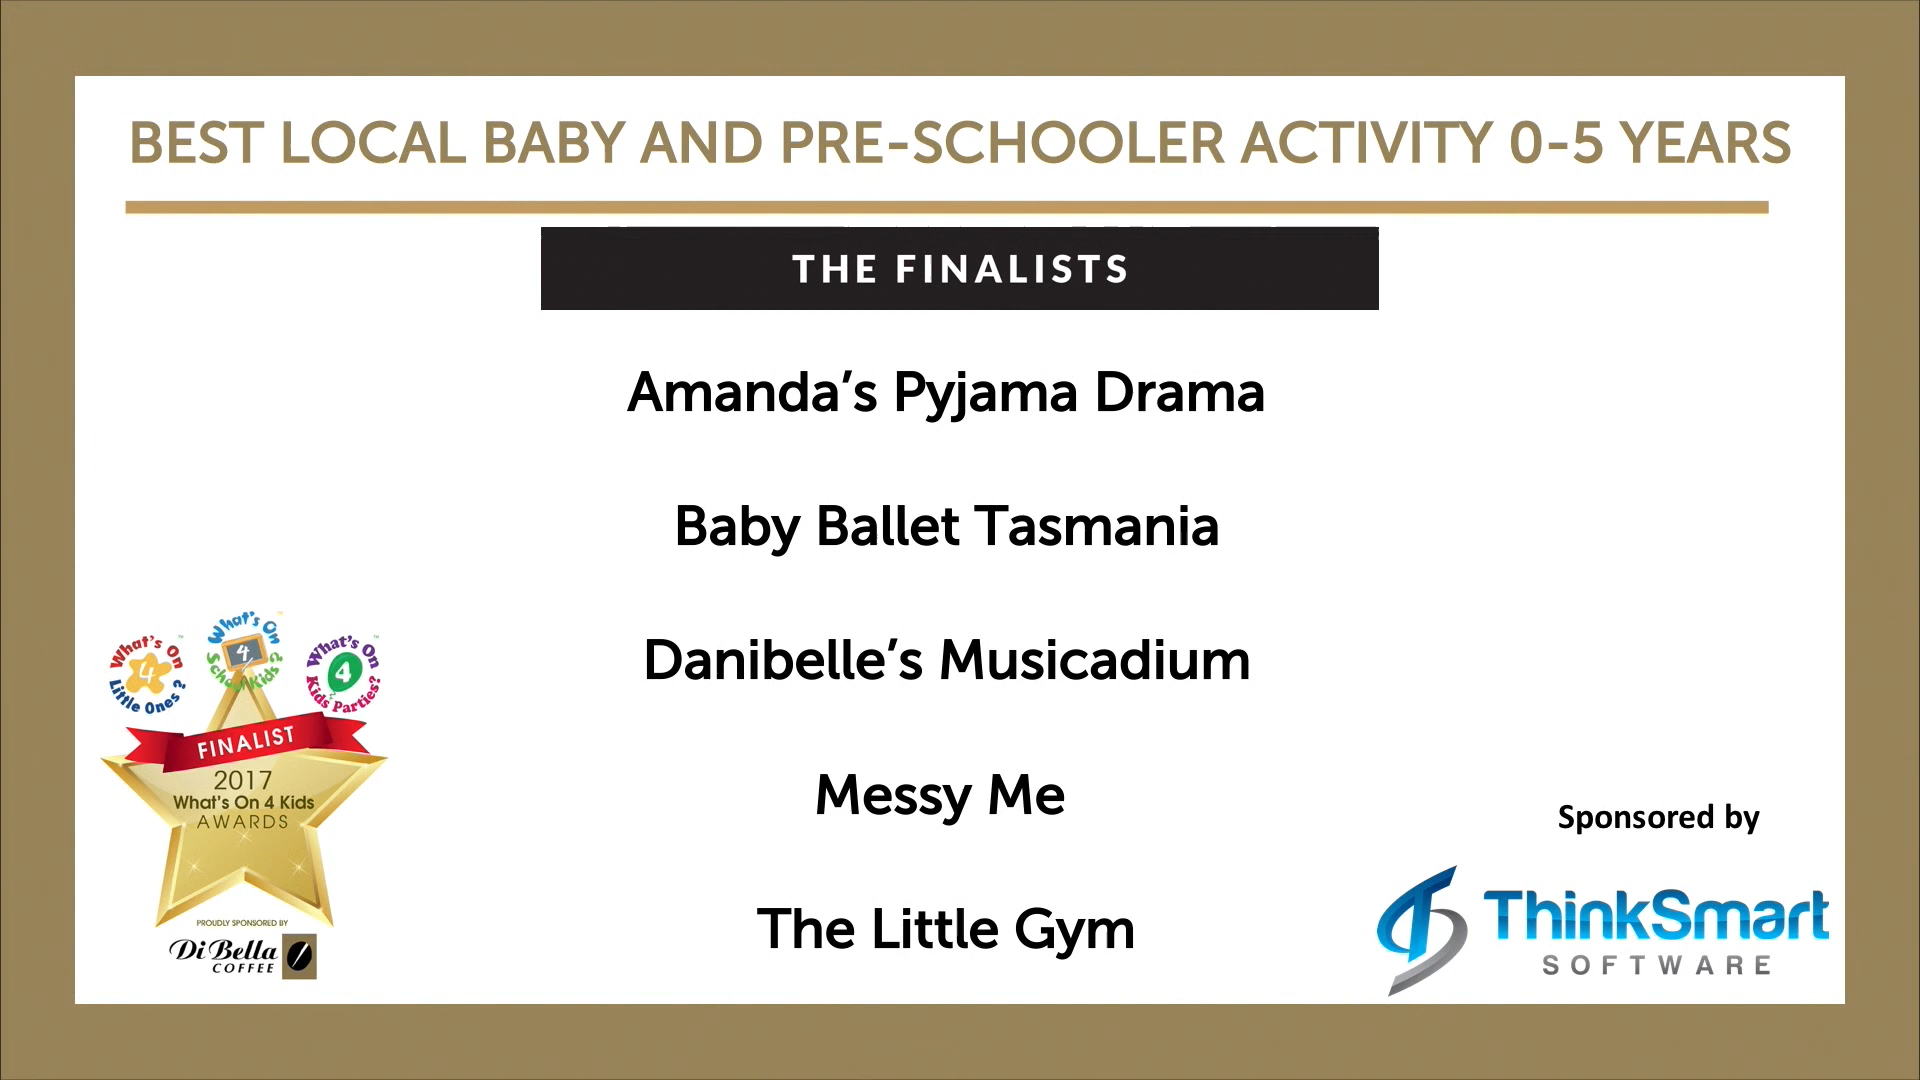 BEST LOCAL BABY AND PRE-SCHOOLER ACTIVITY 0-5 YEARS
THE FINALISTS
Amanda’s Pyjama Drama
Baby Ballet Tasmania
Danibelle’s Musicadium
Messy Me
The Little Gym
What's On
4
Little Ones?
What's On
4
School Kids?
What's On
4
Kids Parties?
FINALIST
2017
What's On 4 Kids
AWARDS
PROUDLY SPONSORED BY
Di Bella
COFFEE
Sponsored by
ThinkSmart
SOFTWARE